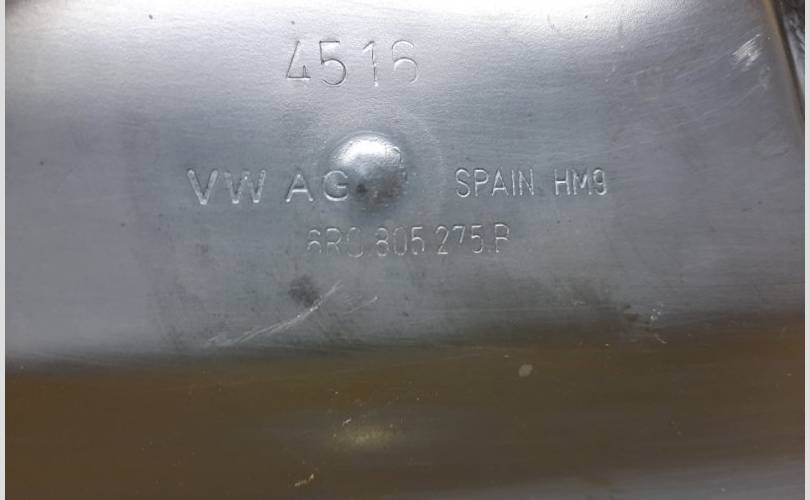 4516
VW AG SPAIN HM9
6R0 805 275.B